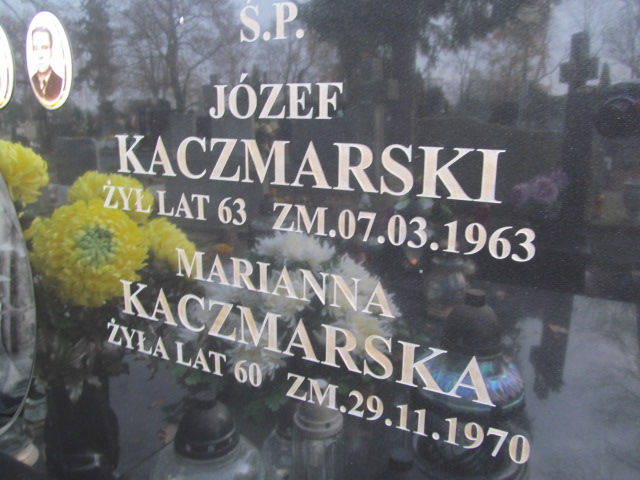 Ś.P.
JÓZEF
KACZMARSKI
ŻYŁ LAT 63 ZM.07.03.1963
MARIANNA
KACZMARSKA
ŻYŁA LAT 60 ZM.29.11.1970